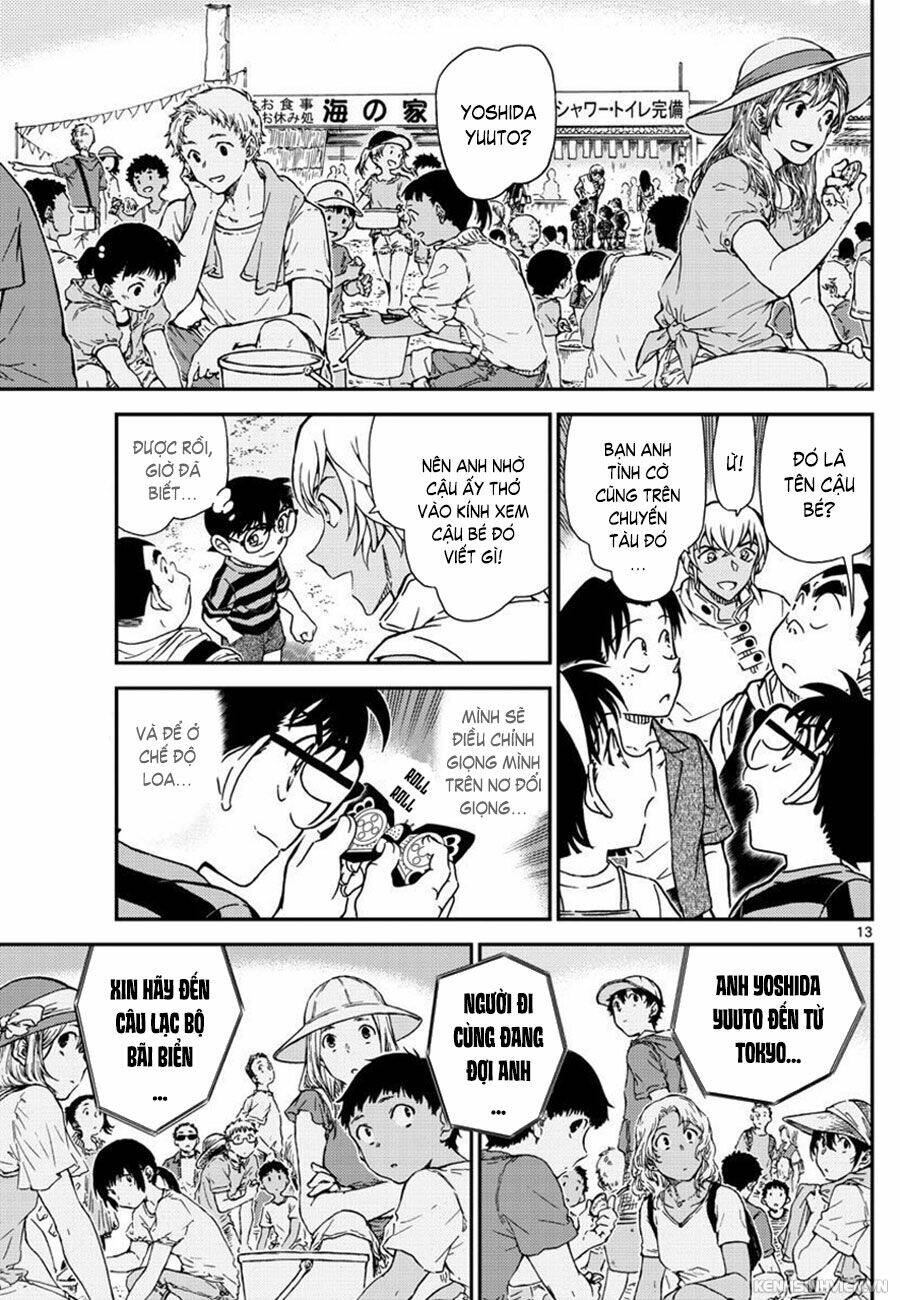 お食事
お休み処
海の家
シャワー・トイレ完備
YOSHIDA
YUUTO?
ĐÓ LÀ
TÊN CẬU
BÉ?
Ừ!
BẠN ANH
TÌNH CỜ
CŨNG TRÊN
CHUYẾN
TÀU ĐÓ
...
NÊN ANH NHỜ
CẬU ẤY THỚ
VÀO KÍNH XEM
CẬU BÉ ĐÓ
VIẾT GÌ!
ĐƯỢC RỒI,
GIỜ ĐÃ
BIẾT...
MÌNH SẼ
ĐIỀU CHỈNH
GIỌNG MÌNH
TRÊN NƠ ĐỔI
GIỌNG...
ROLL
ROLL
VÀ ĐỂ Ở
CHẾ ĐỘ
LOA...
13
ANH YOSHIDA
YUUTO ĐẾN TỪ
TOKYO...
NGƯỜI ĐI
CÙNG ĐANG
ĐỢI ANH
...
XIN HÃY ĐẾN
CÂU LẠC BỘ
BÃI BIỂN
...
KENHSINHVIEN.VN